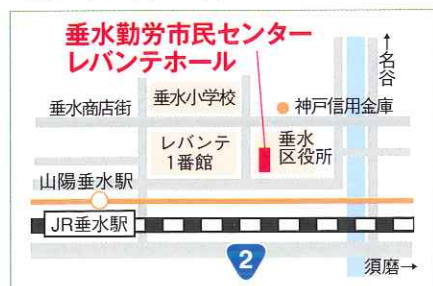 垂水勤労市民センター
レバンテホール
↑名谷
垂水小学校
垂水商店街
神戸信用金庫
レバンテ
1番館
垂水
区役所
山陽垂水駅
JR垂水駅
2
須磨→